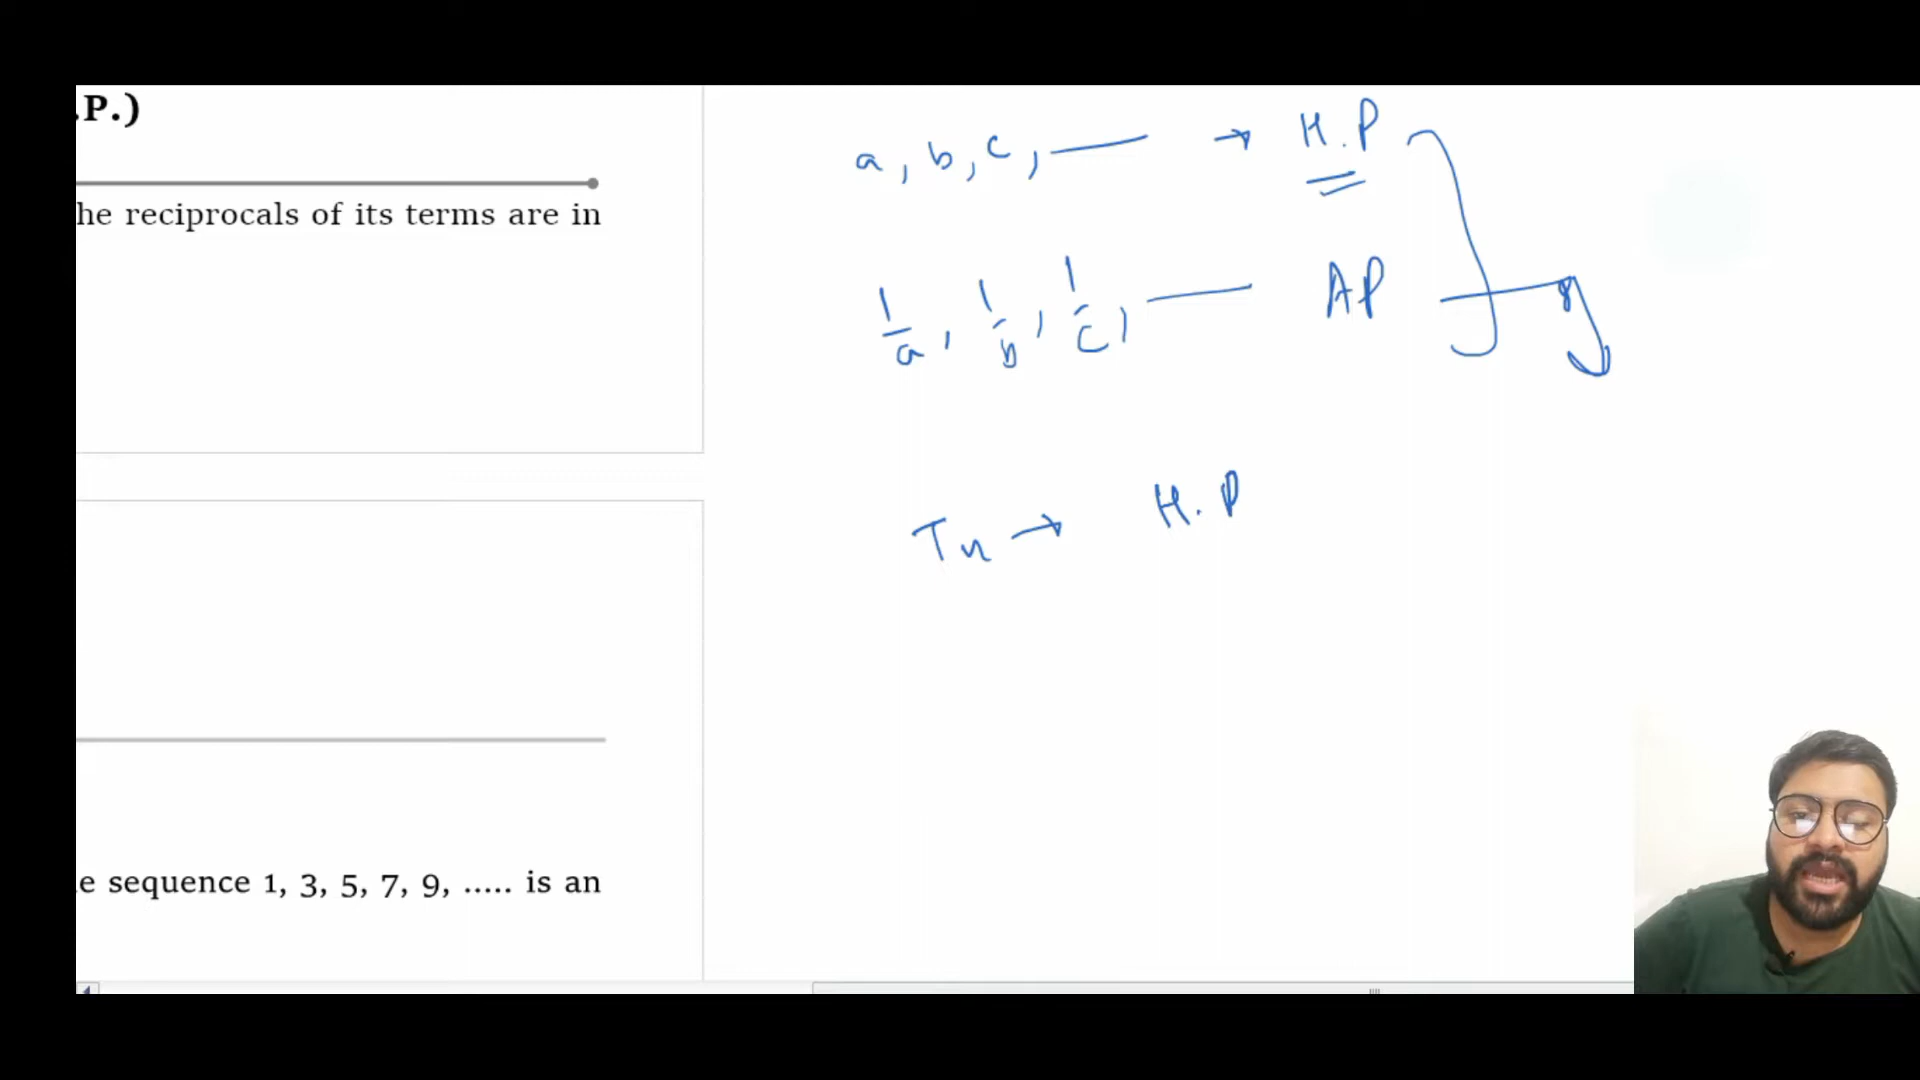 .P.)
he reciprocals of its terms are in
e sequence 1, 3, 5, 7, 9, ..... is an
a, b, c, —— → H.P
1/a, 1/b, 1/c, —— AP
Tn → H.P